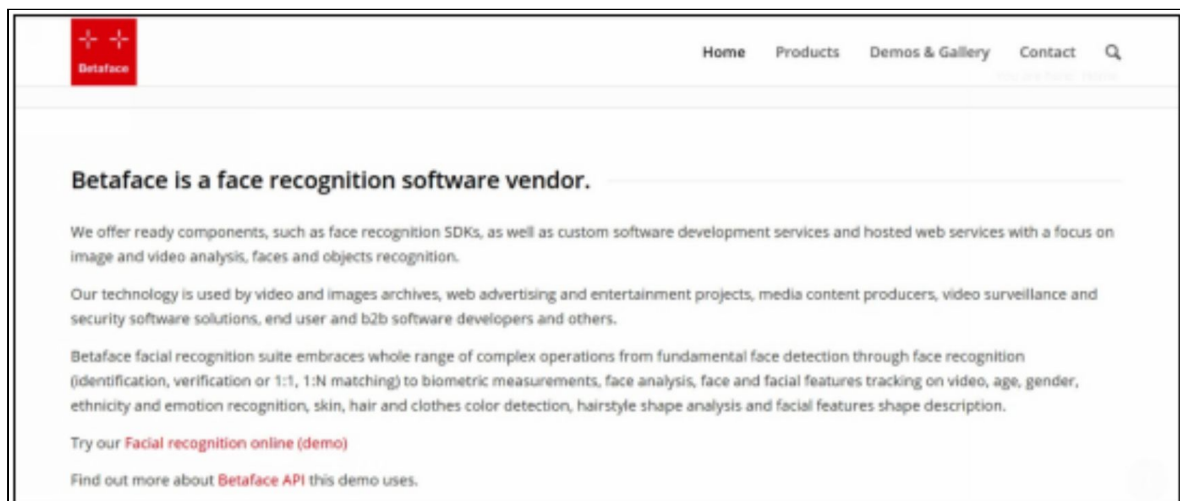 Betaface
Home Products Demos & Gallery Contact
Betaface is a face recognition software vendor.
We offer ready components, such as face recognition SDKs, as well as custom software development services and hosted web services with a focus on
image and video analysis, faces and objects recognition.
Our technology is used by video and images archives, web advertising and entertainment projects, media content producers, video surveillance and
security software solutions, end user and b2b software developers and others.
Betaface facial recognition suite embraces whole range of complex operations from fundamental face detection through face recognition
(identification, verification or 1:1, 1:N matching) to biometric measurements, face analysis, face and facial features tracking on video, age, gender,
ethnicity and emotion recognition, skin, hair and clothes color detection, hairstyle shape analysis and facial features shape description.
Try our Facial recognition online (demo)
Find out more about Betaface API this demo uses.